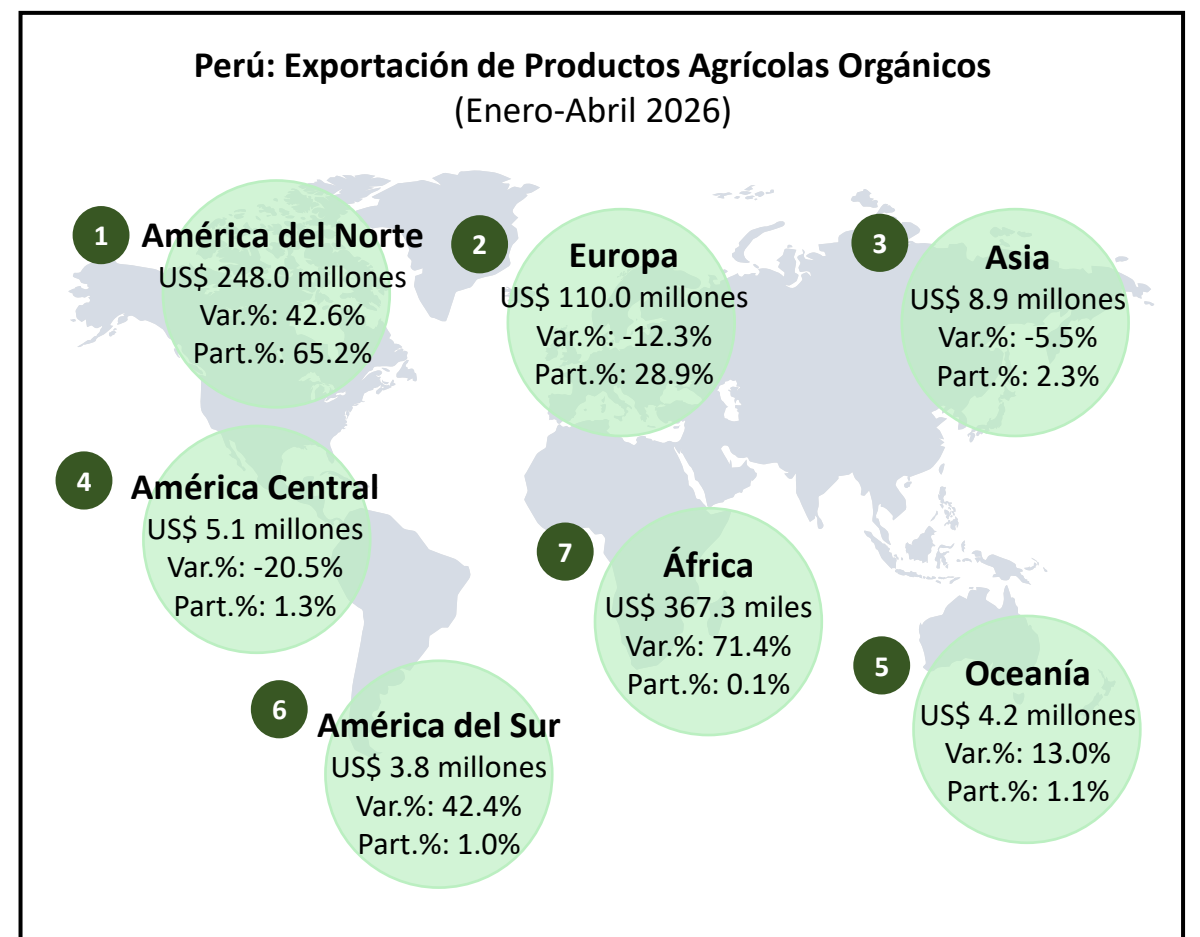 Perú: Exportación de Productos Agrícolas Orgánicos
(Enero-Abril 2026)
1
América del Norte
US$ 248.0 millones
Var.%: 42.6%
Part.%: 65.2%
2
Europa
US$ 110.0 millones
Var.%: -12.3%
Part.%: 28.9%
3
Asia
US$ 8.9 millones
Var.%: -5.5%
Part.%: 2.3%
4
América Central
US$ 5.1 millones
Var.%: -20.5%
Part.%: 1.3%
7
África
US$ 367.3 miles
Var.%: 71.4%
Part.%: 0.1%
5
Oceanía
US$ 4.2 millones
Var.%: 13.0%
Part.%: 1.1%
6
América del Sur
US$ 3.8 millones
Var.%: 42.4%
Part.%: 1.0%